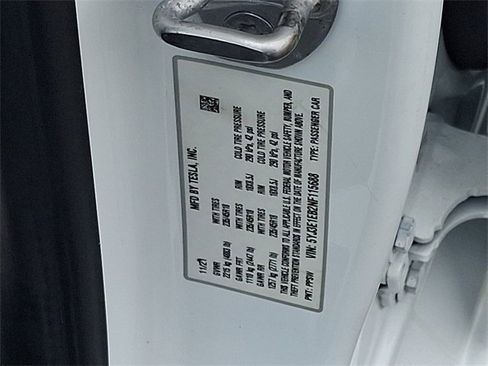 MFD BY TESLA, INC.
11/21
GVWR WITH TIRES RIM COLD TIRE PRESSURE
2215 kg (4883 lb) 235/45R18 18X8.5J 290 kPa, 42 psi
GAWR FRT
1110 kg (2447 lb) 235/45R18 18X8.5J 290 kPa, 42 psi
GAWR RR WITH TIRES RIM COLD TIRE PRESSURE
1257 kg (2771 lb)
THIS VEHICLE CONFORMS TO ALL APPLICABLE U.S. FEDERAL MOTOR VEHICLE SAFETY, BUMPER, AND
THEFT PREVENTION STANDARDS IN EFFECT ON THE DATE OF MANUFACTURE SHOWN ABOVE.
VIN: 5YJ3E1EB2NF115688 TYPE: PASSENGER CAR
PNT: PPSW